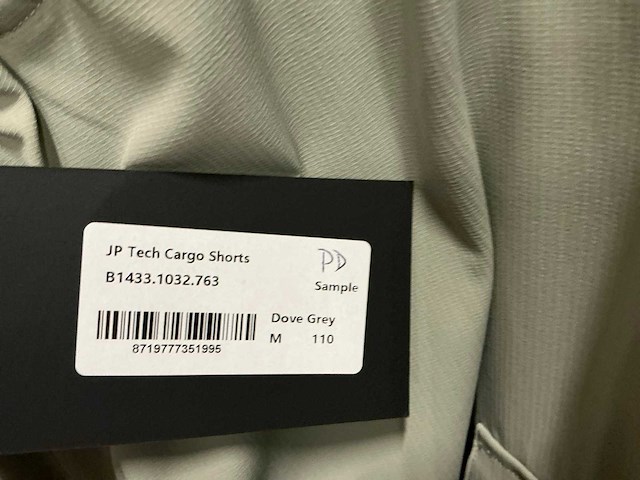 JP Tech Cargo Shorts
B1433.1032.763
PD
Sample
Dove Grey
M 110
8719777351995